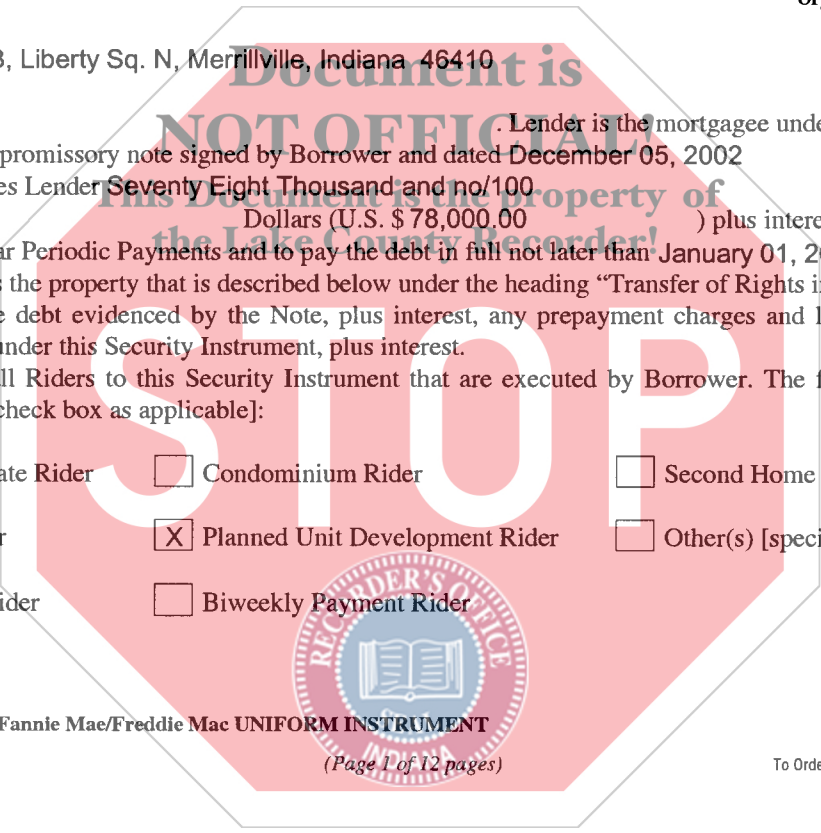 3, Liberty Sq. N, Merrillville, Indiana 46410
Document is
NOT OFFICIAL!
. Lender is the mortgagee unde
promissory note signed by Borrower and dated December 05, 2002
es Lender Seventy Eight Thousand and no/100
This Document is the property of
Dollars (U.S. $ 78,000.00 ) plus intere
the Lake County Recorder!
ar Periodic Payments and to pay the debt in full not later than January 01, 2
s the property that is described below under the heading “Transfer of Rights i
e debt evidenced by the Note, plus interest, any prepayment charges and l
under this Security Instrument, plus interest.
ll Riders to this Security Instrument that are executed by Borrower. The f
check box as applicable]:
STOP
ate Rider Condominium Rider Second Home
r X Planned Unit Development Rider Other(s) [speci
ider Biweekly Payment Rider
RECORDER'S OFFICE
SEAL
INDIANA
Fannie Mae/Freddie Mac UNIFORM INSTRUMENT
(Page 1 of 12 pages)
To Orde